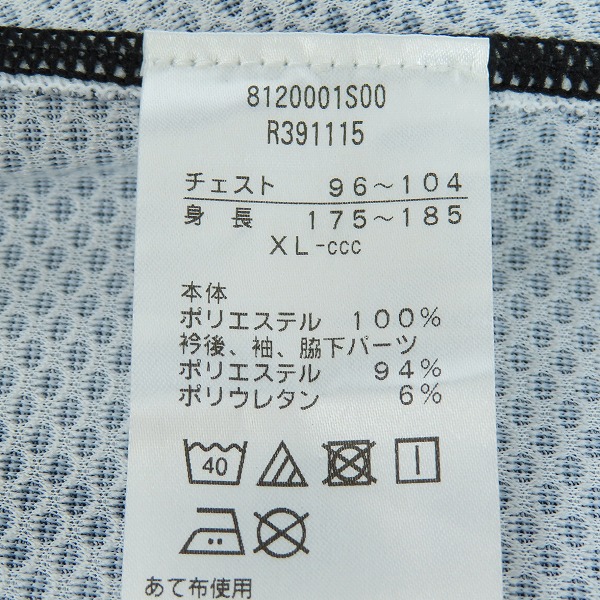 8120001S00
R391115
チェスト 96～104
身長 175～185
XL-ccc
本体
ポリエステル 100%
衿後、袖、脇下パーツ
ポリエステル 94%
ポリウレタン 6%
40
あて布使用